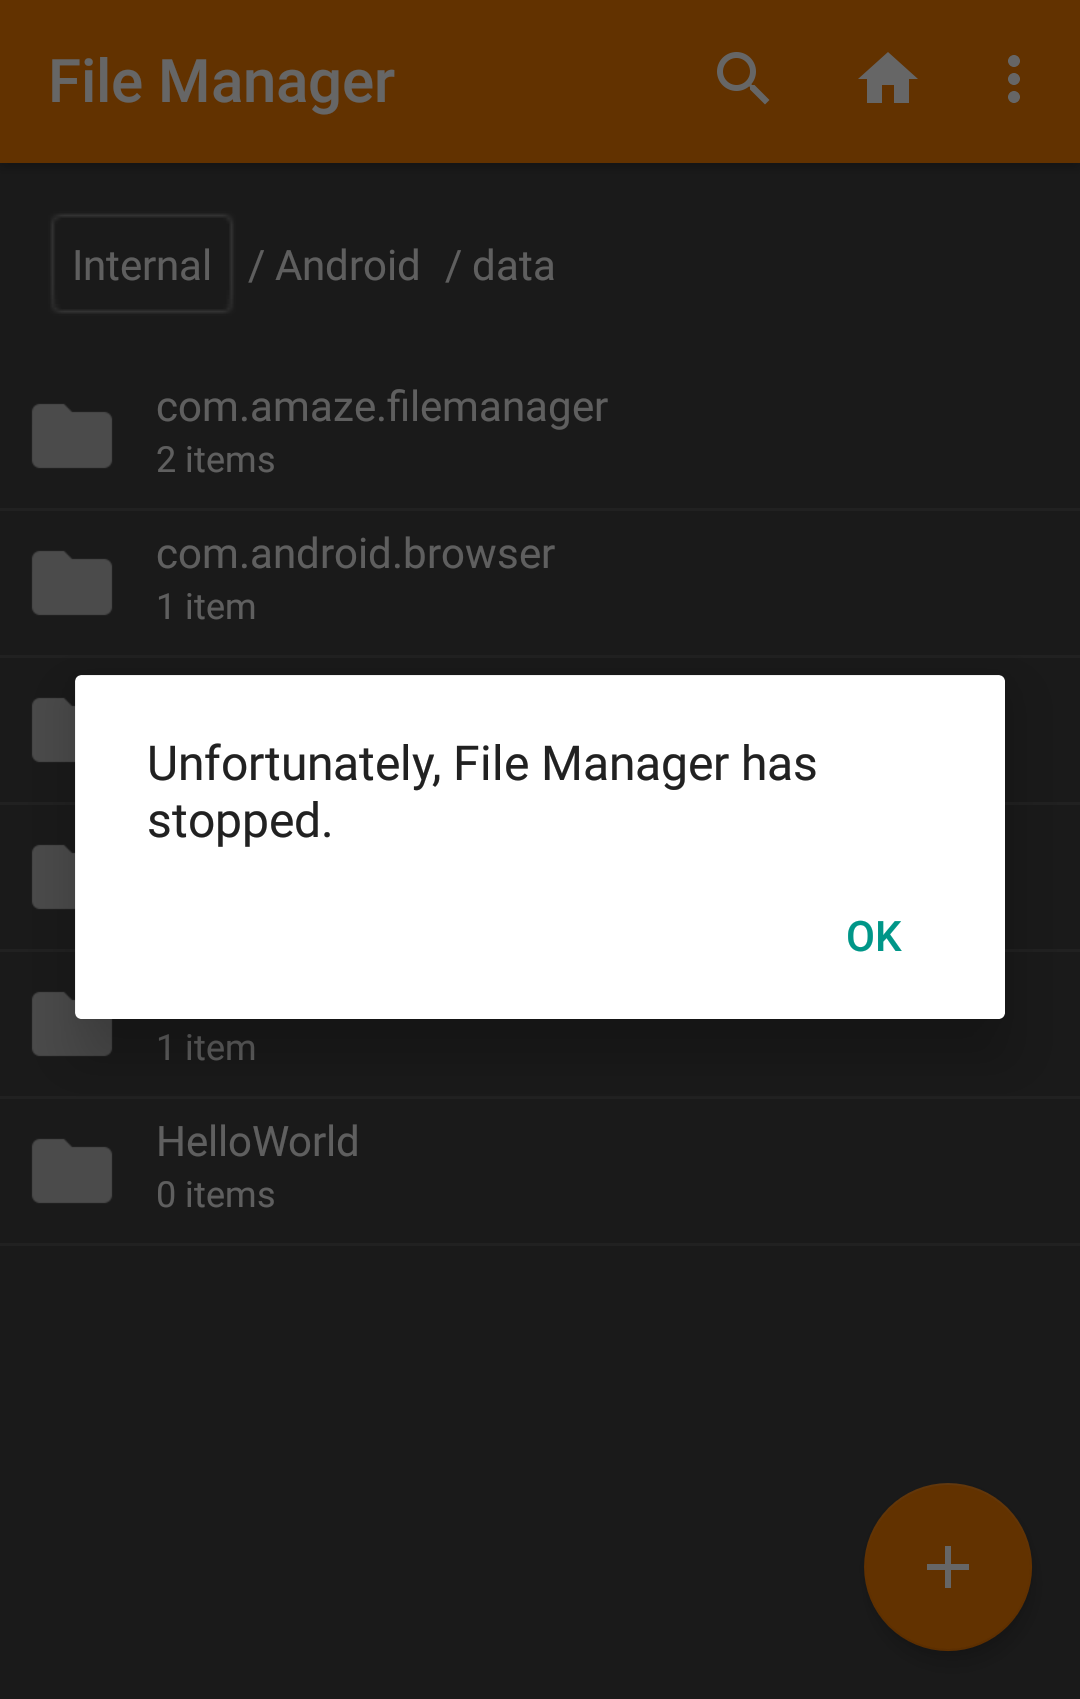 File Manager
Internal / Android / data
com.amaze.filemanager
2 items
com.android.browser
1 item
Unfortunately, File Manager has
stopped.
OK
1 item
HelloWorld
0 items